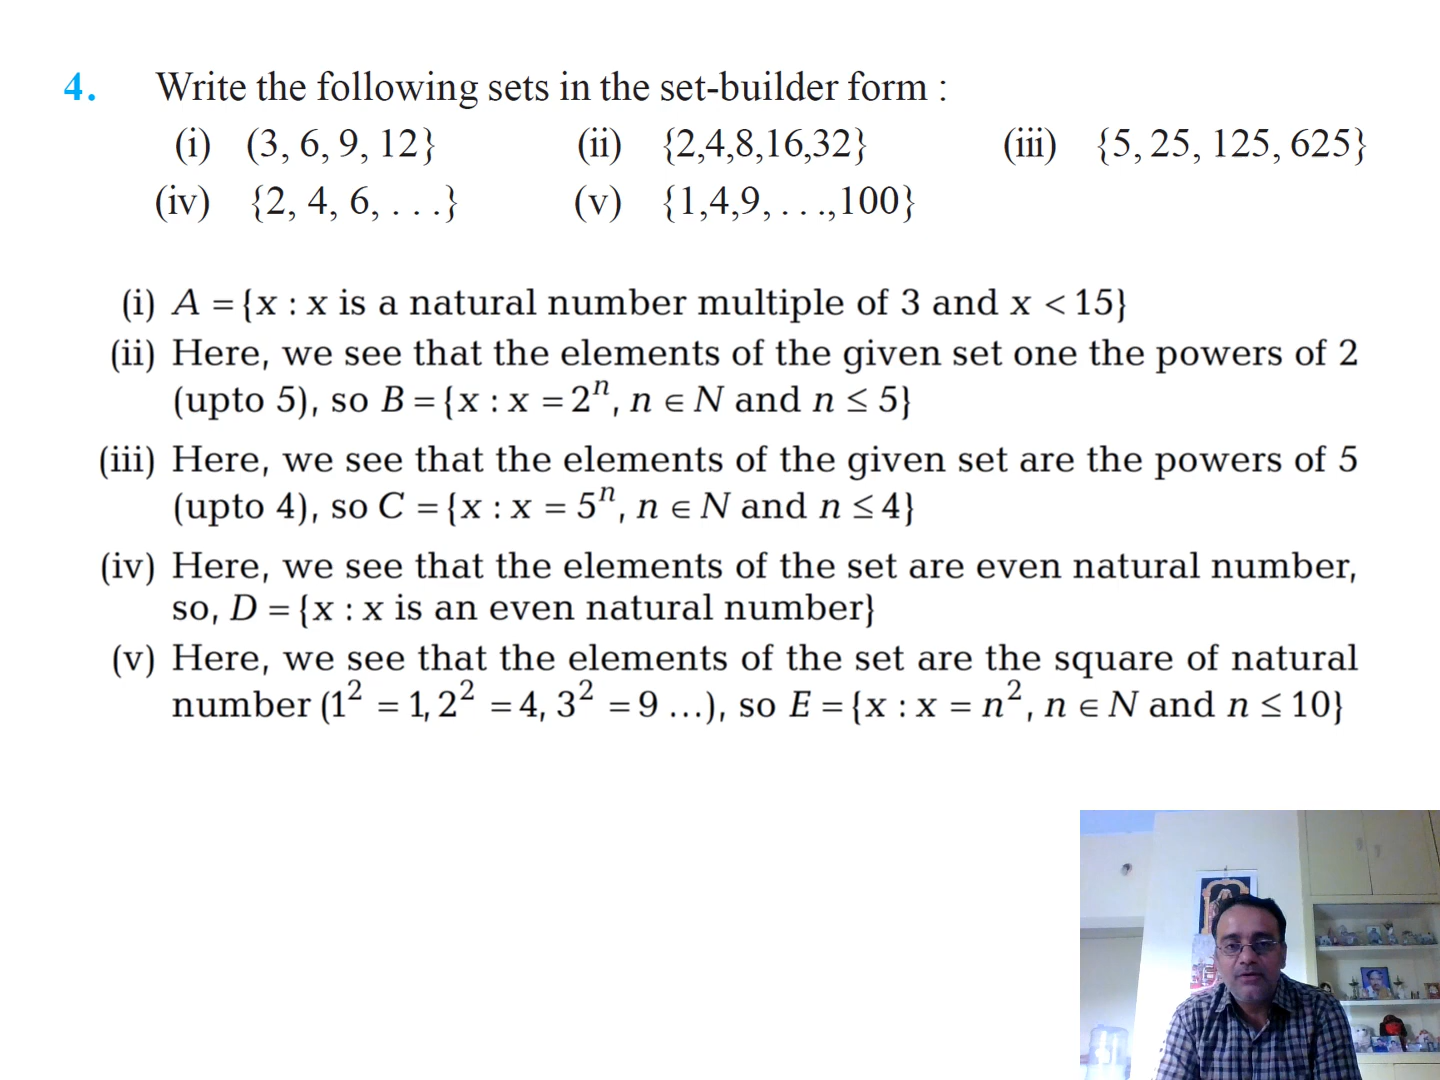 4. Write the following sets in the set-builder form :
(i) (3, 6, 9, 12} (ii) {2,4,8,16,32} (iii) {5, 25, 125, 625}
(iv) {2, 4, 6, . . .} (v) {1,4,9, . . .,100}
(i) A = {x : x is a natural number multiple of 3 and x < 15}
(ii) Here, we see that the elements of the given set one the powers of 2
(upto 5), so B = {x : x = 2ⁿ, n ∈ N and n ≤ 5}
(iii) Here, we see that the elements of the given set are the powers of 5
(upto 4), so C = {x : x = 5ⁿ, n ∈ N and n ≤ 4}
(iv) Here, we see that the elements of the set are even natural number,
so, D = {x : x is an even natural number}
(v) Here, we see that the elements of the set are the square of natural
number (1² = 1, 2² = 4, 3² = 9 ...), so E = {x : x = n², n ∈ N and n ≤ 10}